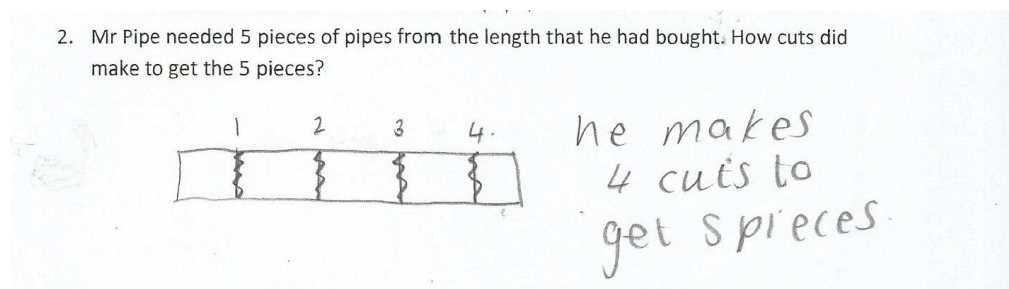 2. Mr Pipe needed 5 pieces of pipes from the length that he had bought. How cuts did
make to get the 5 pieces?
1 2 3 4.
he makes
4 cuts to
get 5 pieces